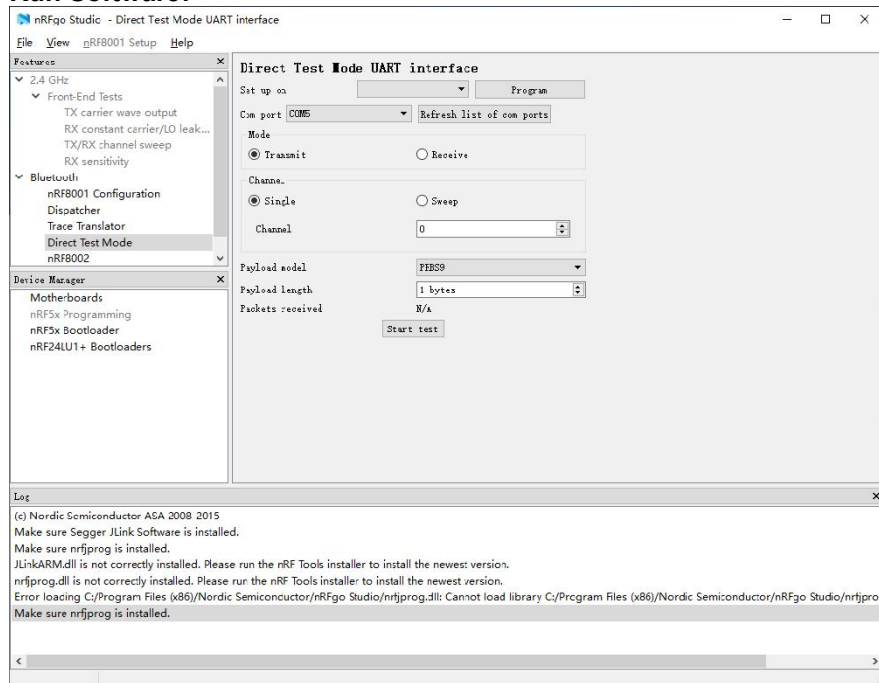 nRFgo Studio - Direct Test Mode UART interface
File View nRF8001 Setup Help
Features
2.4 GHz
Front-End Tests
TX carrier wave output
RX constant carrier/LO leak...
TX/RX channel sweep
RX sensitivity
Bluetooth
nRF8001 Configuration
Dispatcher
Trace Translator
Direct Test Mode
nRF8002
Device Manager
Motherboards
nRF5x Programming
nRF5x Bootloader
nRF24LU1+ Bootloaders
Direct Test Mode UART interface
Set up on Program
Com port COM5 Refresh list of com ports
Mode
Transmit Receive
Channel
Single Sweep
Channel 0
Payload model PRBS9
Payload length 1 bytes
Packets received N/A
Start test
Log
(c) Nordic Semiconductor ASA 2008-2015
Make sure Segger JLink Software is installed.
Make sure nrfjprog is installed.
JLinkARM.dll is not correctly installed. Please run the nRF Tools installer to install the newest version.
nrfjprog.dll is not correctly installed. Please run the nRF Tools installer to install the newest version.
Error loading C:/Program Files (x86)/Nordic Semiconductor/nRFgo Studio/nrfjprog.dll: Cannot load library C:/Program Files (x86)/Nordic Semiconductor/nRFgo Studio/nrfjpro
Make sure nrfjprog is installed.